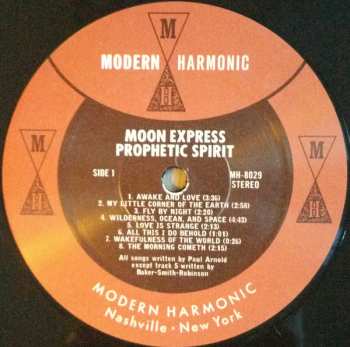 M
H
MODERN HARMONIC
M
H
M
H
MOON EXPRESS
PROPHETIC SPIRIT
SIDE 1
MH-8029
STEREO
1. AWAKE AND LOVE (3:36)
2. MY LITTLE CORNER OF THE EARTH (2:56)
3. FLY BY NIGHT (2:20)
4. WILDERNESS, OCEAN, AND SPACE (4:43)
5. LOVE IS STRANGE (2:13)
6. ALL THIS I DO BEHOLD (1:01)
7. WAKEFULNESS OF THE WORLD (0:26)
8. THE MORNING COMETH (2:15)
All songs written by Paul Arnold
except track 5 written by
Baker-Smith-Robinson
MODERN HARMONIC
Nashville - New York